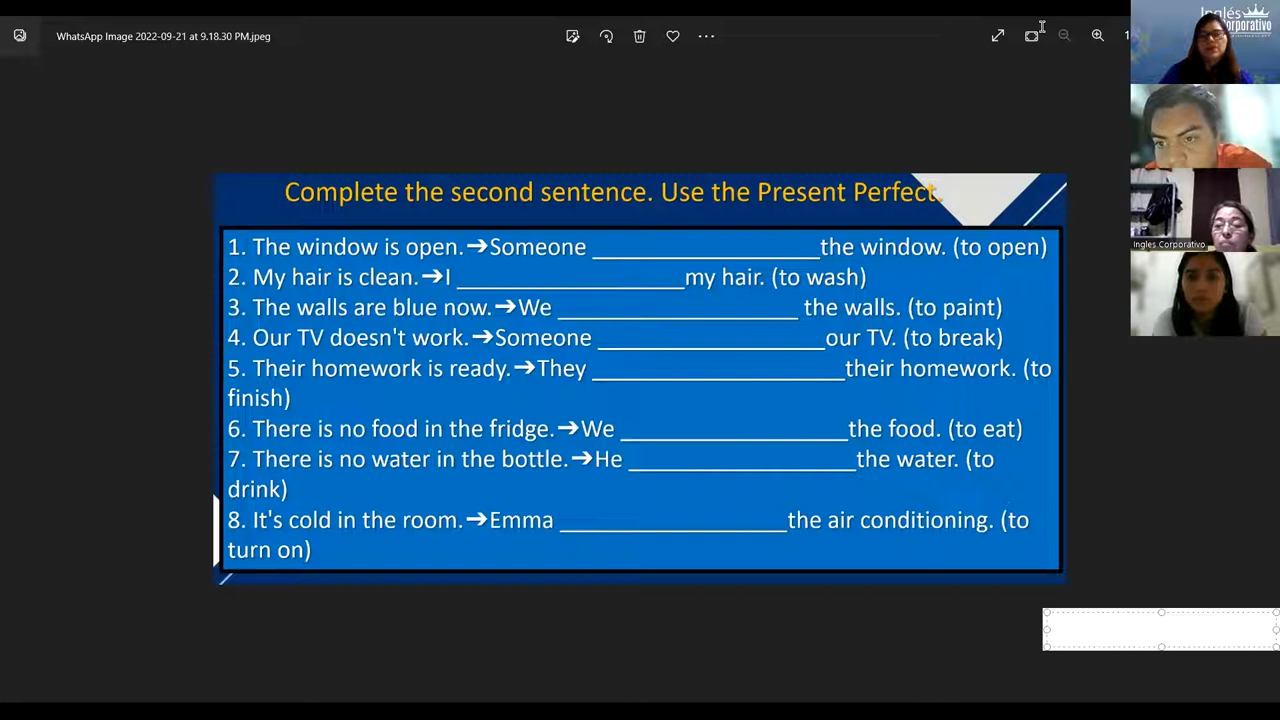 Inglés
Corporativo
WhatsApp Image 2022-09-21 at 9.18.30 PM.jpeg
Complete the second sentence. Use the Present Perfect.
1. The window is open.➔Someone __________________the window. (to open)
2. My hair is clean.➔I __________________my hair. (to wash)
3. The walls are blue now.➔We ___________________ the walls. (to paint)
4. Our TV doesn't work.➔Someone __________________our TV. (to break)
5. Their homework is ready.➔They ____________________their homework. (to
finish)
6. There is no food in the fridge.➔We __________________the food. (to eat)
7. There is no water in the bottle.➔He __________________the water. (to
drink)
8. It's cold in the room.➔Emma __________________the air conditioning. (to
turn on)
Ingles Corporativo